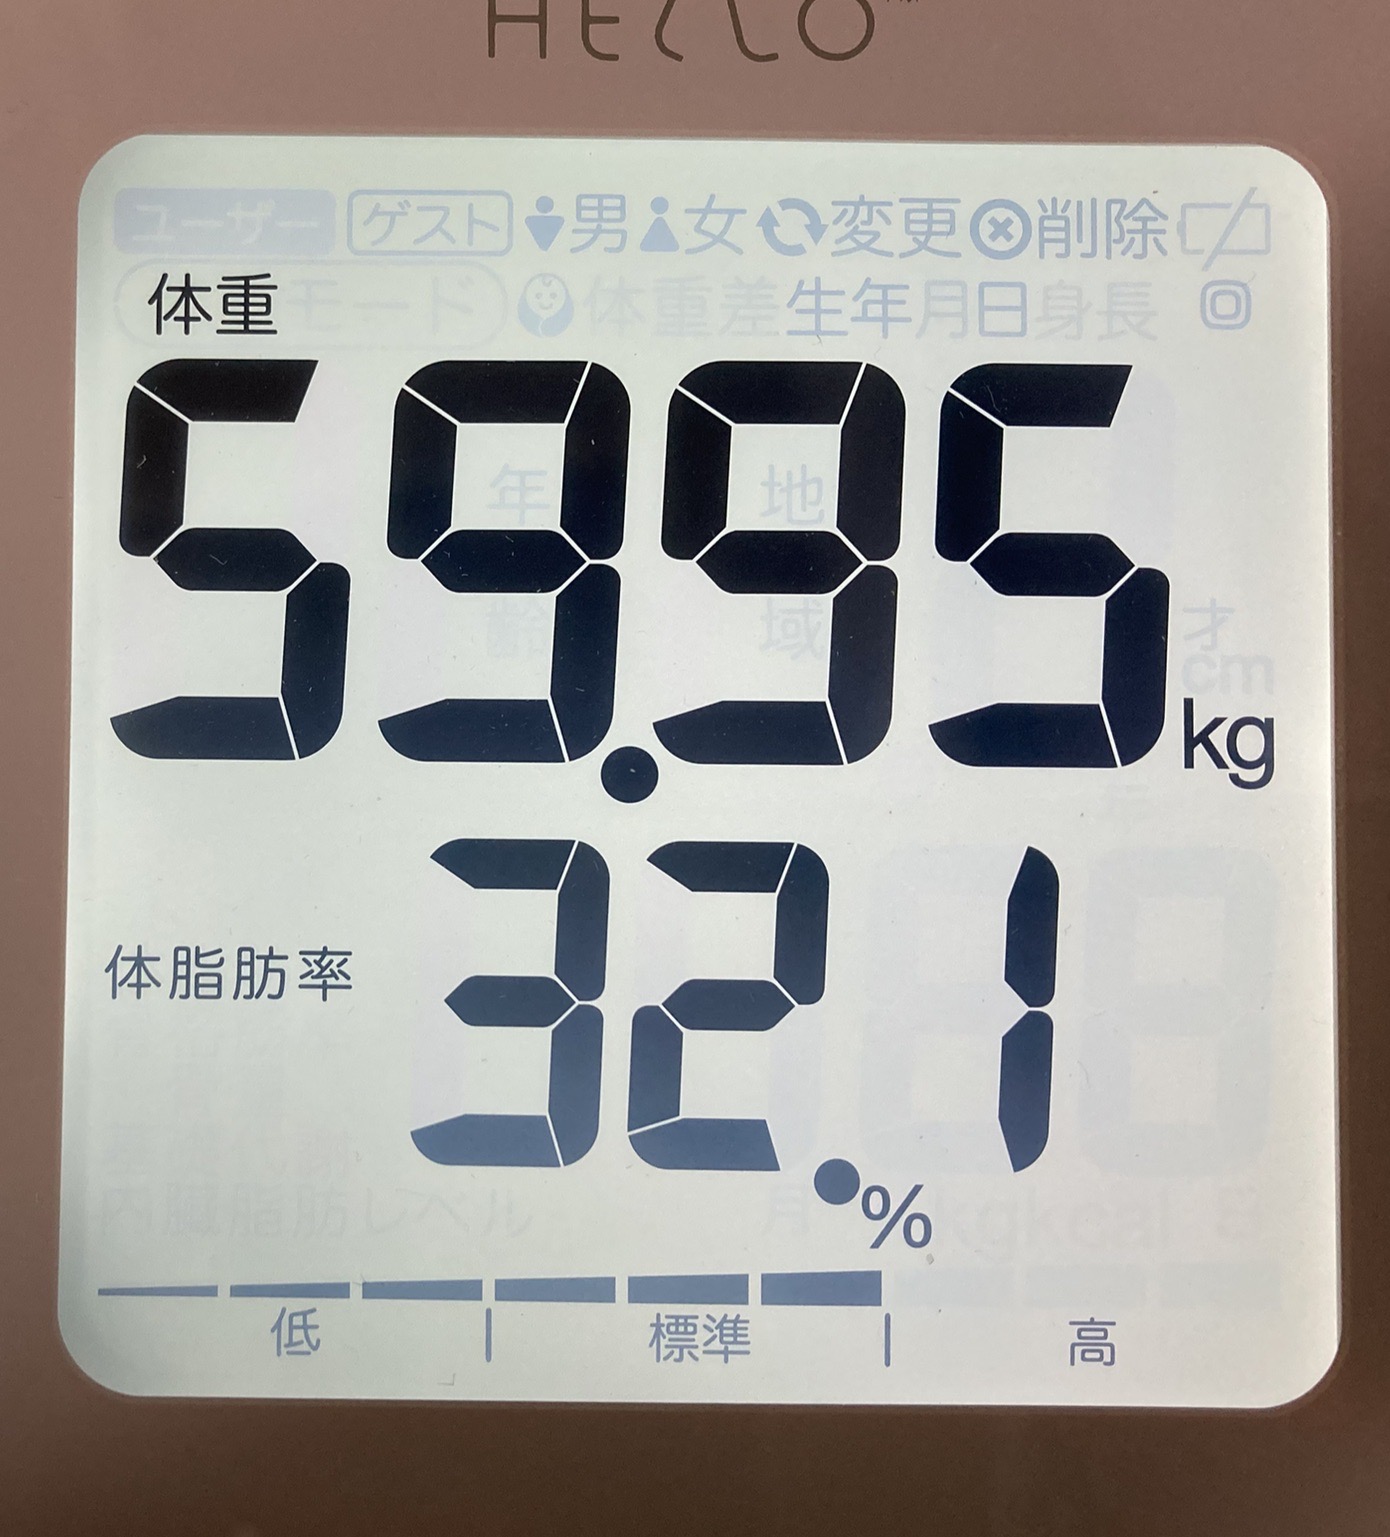 HELLO
ユーザー ゲスト 男 女 変更 削除
体重 モード 体重差 生年月日 身長
59.95 kg
年齢 地域 才 cm
体脂肪率 32.1 %
内臓脂肪レベル 月 kgkcal
低 標準 高